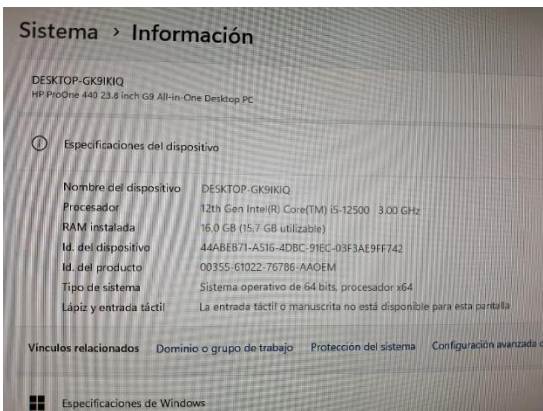 Sistema › Información
DESKTOP-GK9IKIQ
HP ProOne 440 23.8 inch G9 All-in-One Desktop PC
Especificaciones del dispositivo
Nombre del dispositivo DESKTOP-GK9IKIQ
Procesador 12th Gen Intel(R) Core(TM) i5-12500 3.00 GHz
RAM instalada 16.0 GB (15,7 GB utilizable)
Id. del dispositivo 44ABEB71-A516-4DBC-91EC-03F3AE9FF742
Id. del producto 00355-61022-76786-AAOEM
Tipo de sistema Sistema operativo de 64 bits, procesador x64
Lápiz y entrada táctil La entrada táctil o manuscrita no está disponible para esta pantalla
Vínculos relacionados Dominio o grupo de trabajo Protección del sistema Configuración avanzada
Especificaciones de Windows